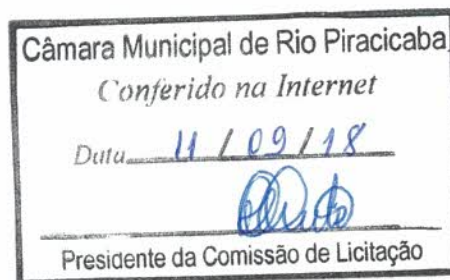 Câmara Municipal de Rio Piracicaba
Conferido na Internet
Data 11 / 09 / 18
Presidente da Comissão de Licitação